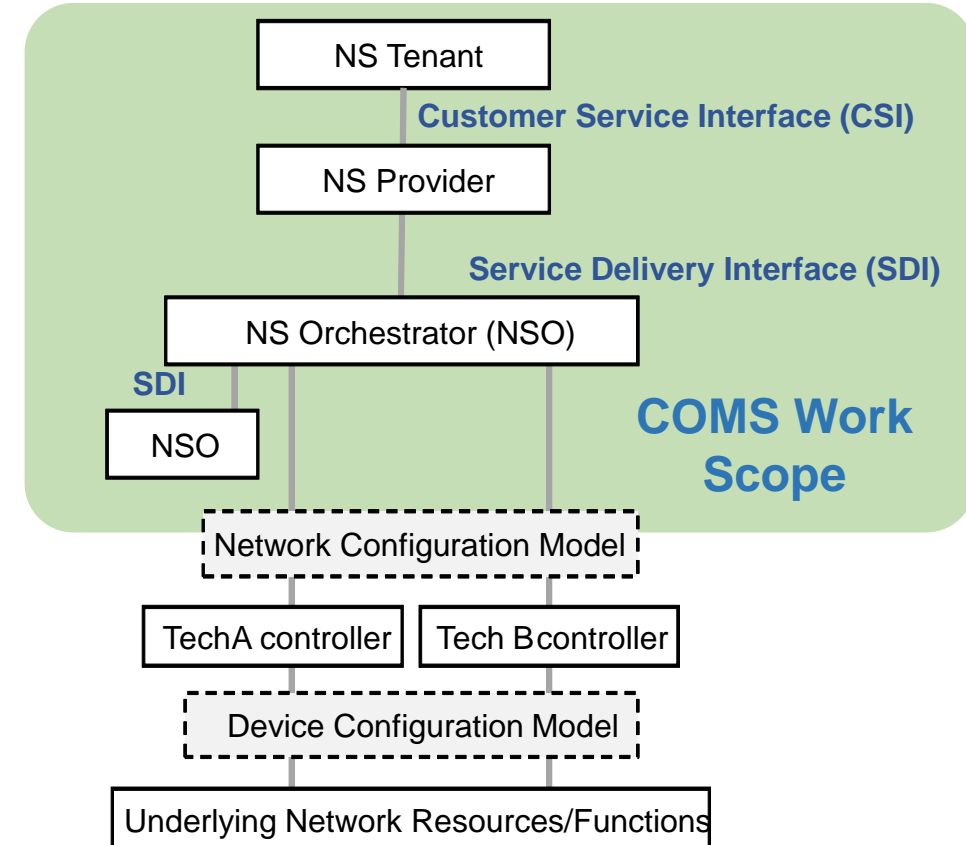 NS Tenant
Customer Service Interface (CSI)
NS Provider
Service Delivery Interface (SDI)
NS Orchestrator (NSO)
SDI
NSO
COMS Work
Scope
Network Configuration Model
TechA controller
Tech Bcontroller
Device Configuration Model
Underlying Network Resources/Functions